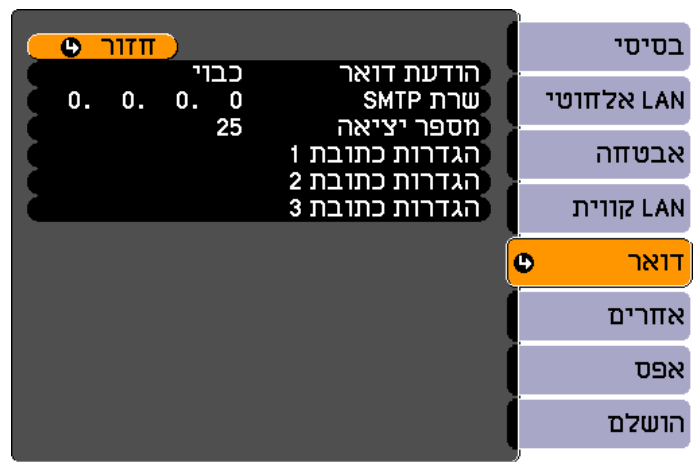 בסיסי
LAN אלחוטי
אבטחה
LAN קווית
דואר
אחרים
אפס
הושלם
חזור
הודעת דואר כבוי
שרת SMTP 0. 0. 0. 0
מספר יציאה 25
הגדרות כתובת 1
הגדרות כתובת 2
הגדרות כתובת 3